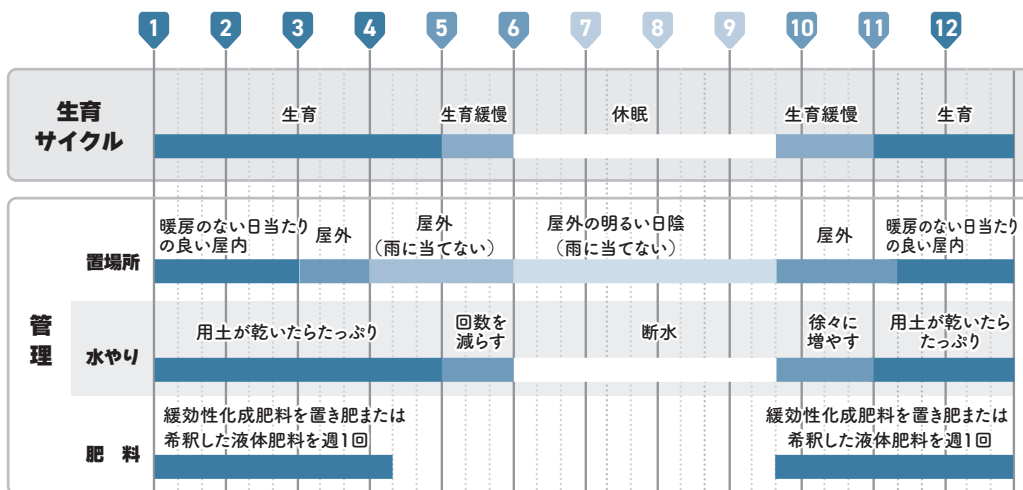 1 2 3 4 5 6 7 8 9 10 11 12
生育
サイクル
生育 生育緩慢 休眠 生育緩慢 生育
管理
置場所
暖房のない日当たり
の良い屋内
屋外
屋外
(雨に当てない)
屋外の明るい日陰
(雨に当てない)
屋外
暖房のない日当たり
の良い屋内
水やり
用土が乾いたらたっぷり
回数を
減らす
断水
徐々に
増やす
用土が乾いたら
たっぷり
肥料
緩効性化成肥料を置き肥または
希釈した液体肥料を週1回
緩効性化成肥料を置き肥または
希釈した液体肥料を週1回